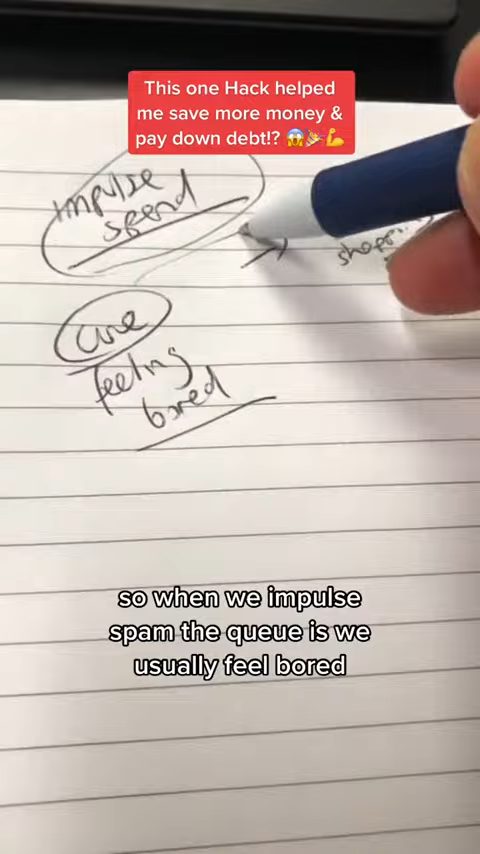 This one Hack helped
me save more money &
pay down debt!? 😱🎉💪
impulse
spend
cue
feeling
bored
so when we impulse
spam the queue is we
usually feel bored